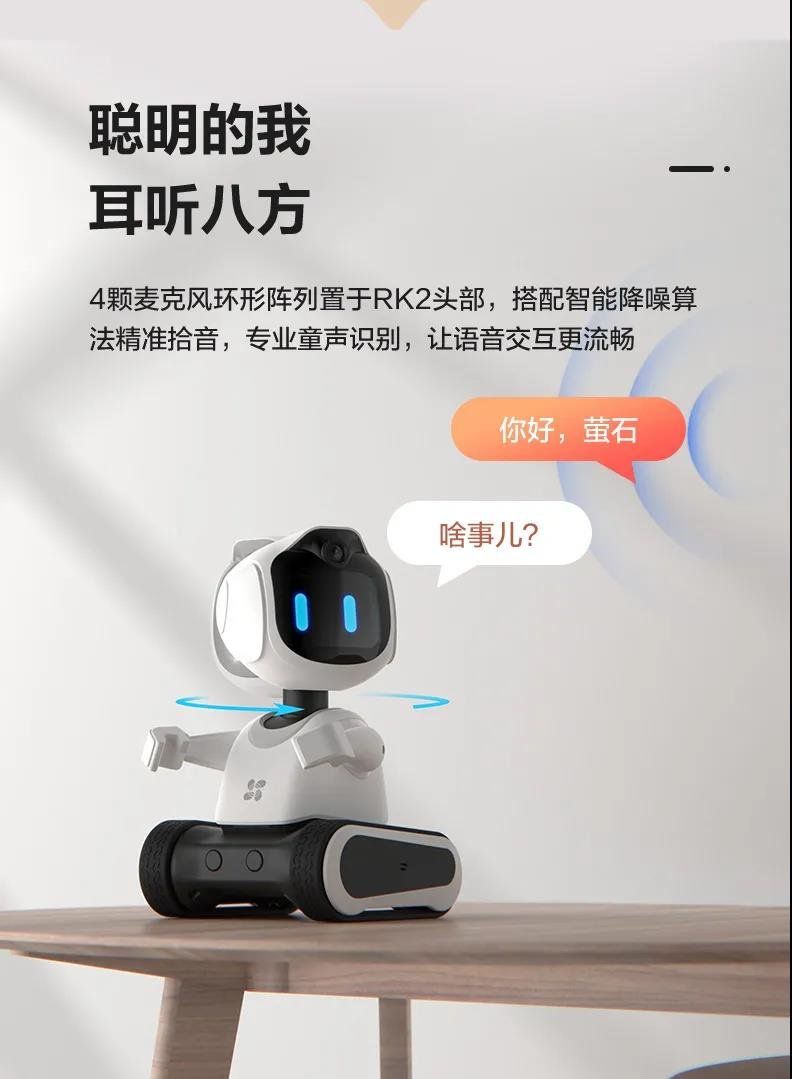 聪明的我
耳听八方
4颗麦克风环形阵列置于RK2头部，搭配智能降噪算
法精准拾音，专业童声识别，让语音交互更流畅
你好，萤石
啥事儿？